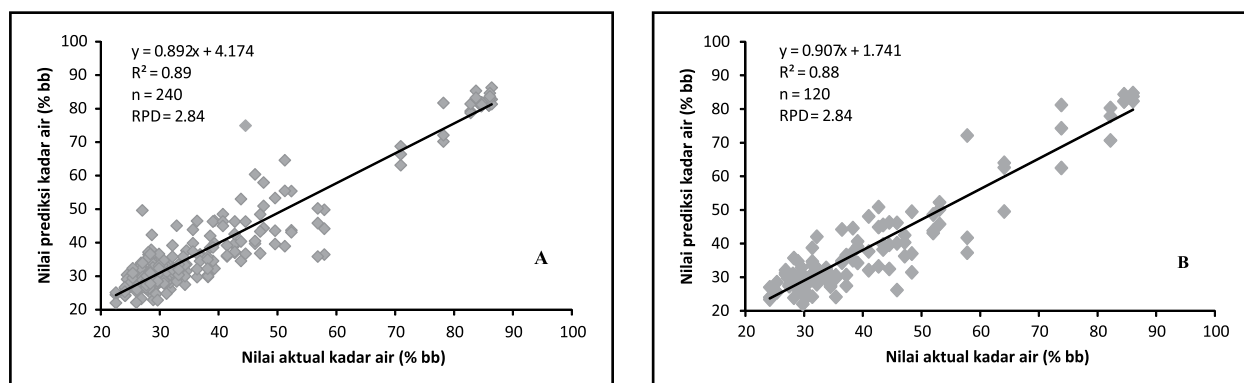 y = 0.892x + 4.174
R² = 0.89
n = 240
RPD = 2.84
100
90
80
70
60
50
40
30
20
20 30 40 50 60 70 80 90 100
Nilai prediksi kadar air (% bb)
Nilai aktual kadar air (% bb)
A
y = 0.907x + 1.741
R² = 0.88
n = 120
RPD = 2.84
100
90
80
70
60
50
40
30
20
20 30 40 50 60 70 80 90 100
Nilai prediksi kadar air (% bb)
Nilai aktual kadar air (% bb)
B